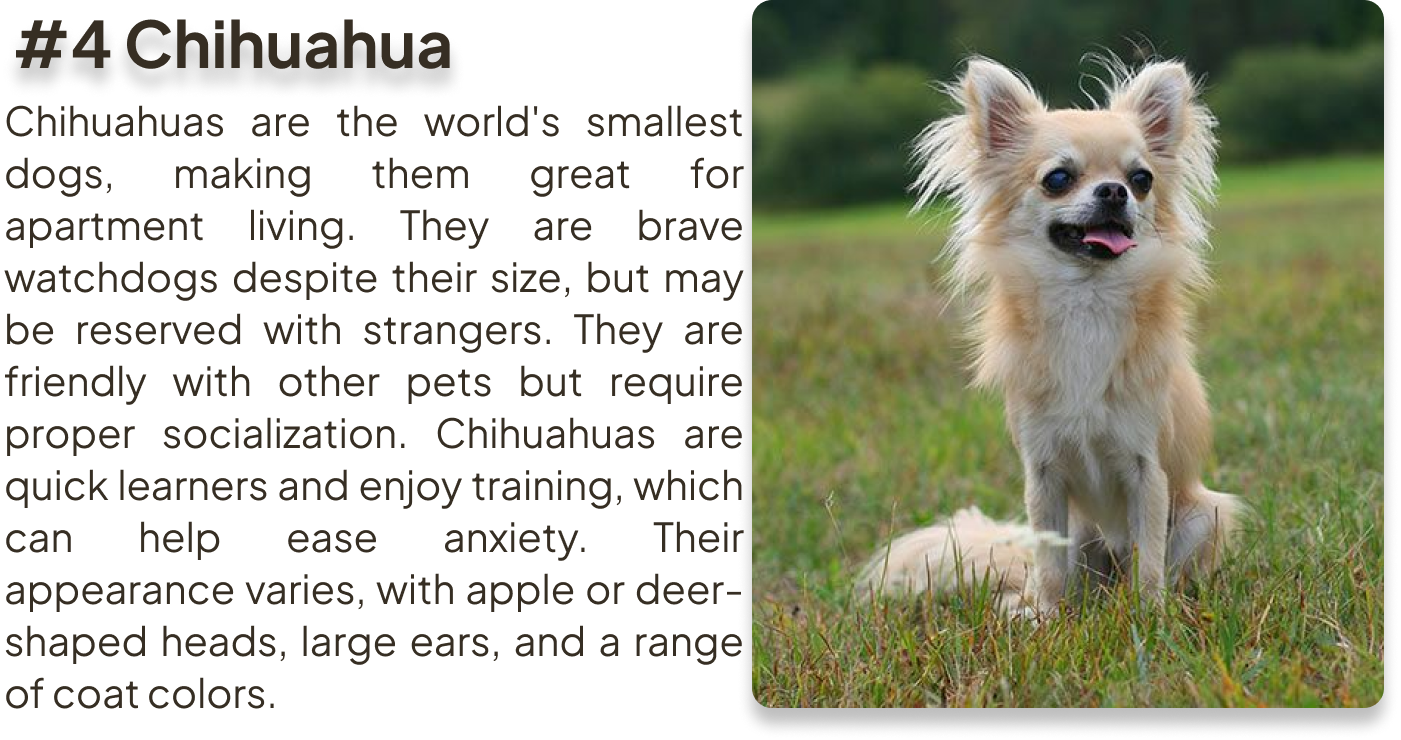 #4 Chihuahua
Chihuahuas are the world's smallest
dogs, making them great for
apartment living. They are brave
watchdogs despite their size, but may
be reserved with strangers. They are
friendly with other pets but require
proper socialization. Chihuahuas are
quick learners and enjoy training, which
can help ease anxiety. Their
appearance varies, with apple or deer-
shaped heads, large ears, and a range
of coat colors.